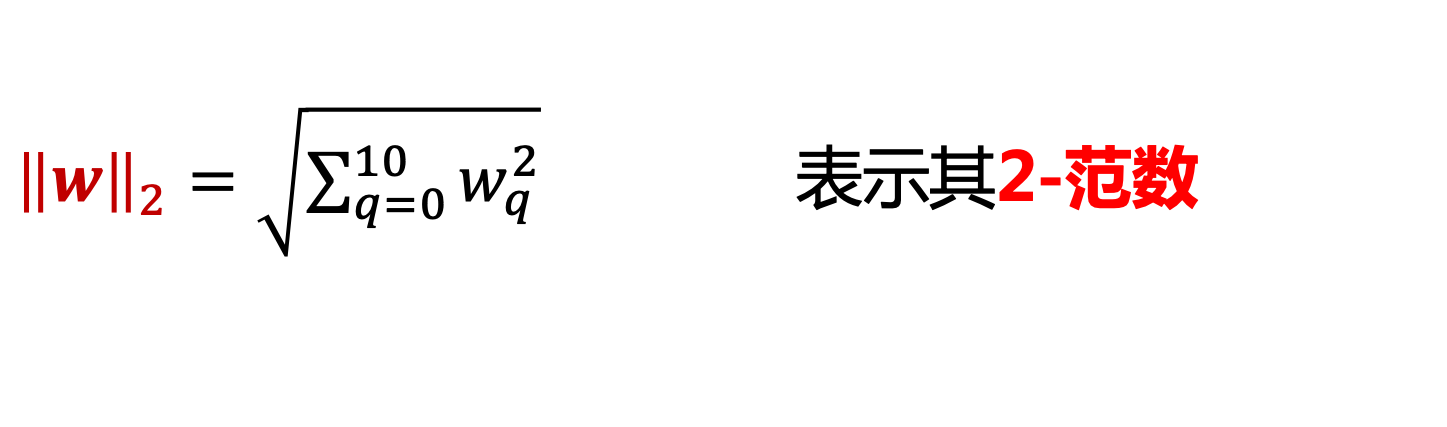 ‖w‖₂ = √(∑_{q=0}^{10} w_q^2) 表示其2-范数